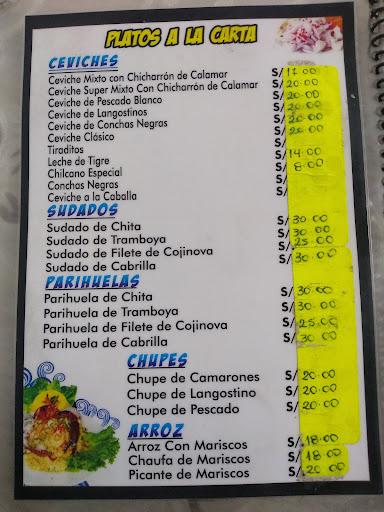 PLATOS A LA CARTA
CEVICHES
Ceviche Mixto con Chicharrón de Calamar S/17.00
Ceviche Super Mixto Con Chicharrón de Calamar S/20.00
Ceviche de Pescado Blanco S/20.00
Ceviche de Langostinos S/20.00
Ceviche de Conchas Negras S/20.00
Ceviche Clásico S/20.00
Tiraditos S/
Leche de Tigre S/14.00
Chilcano Especial S/8.00
Conchas Negras S/
Ceviche a la Caballa S/
SUDADOS
Sudado de Chita S/30.00
Sudado de Tramboya S/30.00
Sudado de Filete de Cojinova S/25.00
Sudado de Cabrilla S/30.00
PARIHUELAS
Parihuela de Chita S/30.00
Parihuela de Tramboya S/30.00
Parihuela de Filete de Cojinova S/25.00
Parihuela de Cabrilla S/30.00
CHUPES
Chupe de Camarones S/20.00
Chupe de Langostino S/20.00
Chupe de Pescado S/20.00
ARROZ
Arroz Con Mariscos S/18.00
Chaufa de Mariscos S/18.00
Picante de Mariscos S/20.00